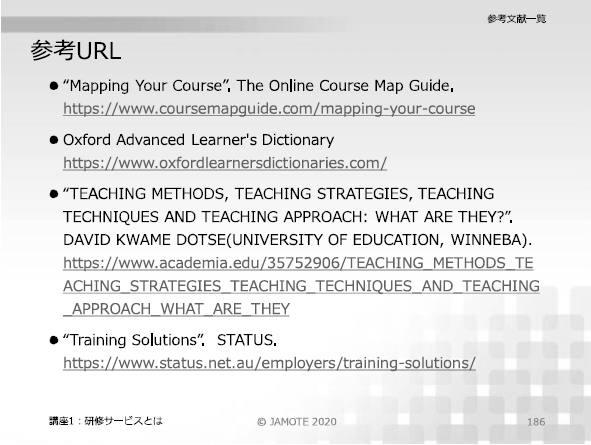 参考文献一覧
参考URL
● “Mapping Your Course”. The Online Course Map Guide.
https://www.coursemapguide.com/mapping-your-course
● Oxford Advanced Learner's Dictionary
https://www.oxfordlearnersdictionaries.com/
● “TEACHING METHODS, TEACHING STRATEGIES, TEACHING
TECHNIQUES AND TEACHING APPROACH: WHAT ARE THEY?”.
DAVID KWAME DOTSE(UNIVERSITY OF EDUCATION, WINNEBA).
https://www.academia.edu/35752906/TEACHING_METHODS_TE
ACHING_STRATEGIES_TEACHING_TECHNIQUES_AND_TEACHING
_APPROACH_WHAT_ARE_THEY
● “Training Solutions”. STATUS.
https://www.status.net.au/employers/training-solutions/
講座1：研修サービスとは
© JAMOTE 2020
186